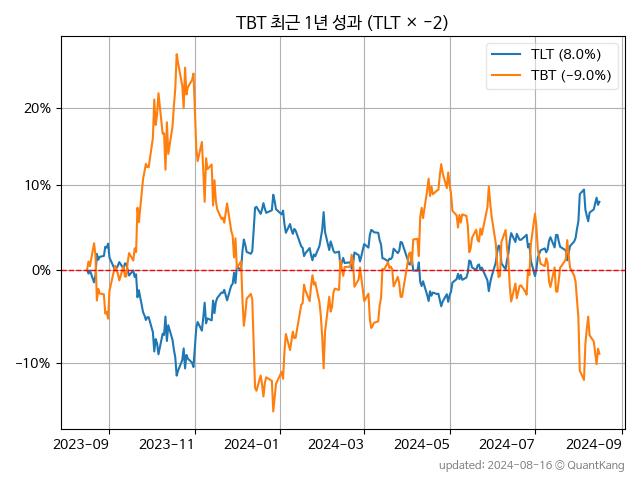 TBT 최근 1년 성과 (TLT × −2)
TLT (8.0%)
TBT (−9.0%)
20%
10%
0%
−10%
2023-09 2023-11 2024-01 2024-03 2024-05 2024-07 2024-09
updated: 2024-08-16 © QuantKang